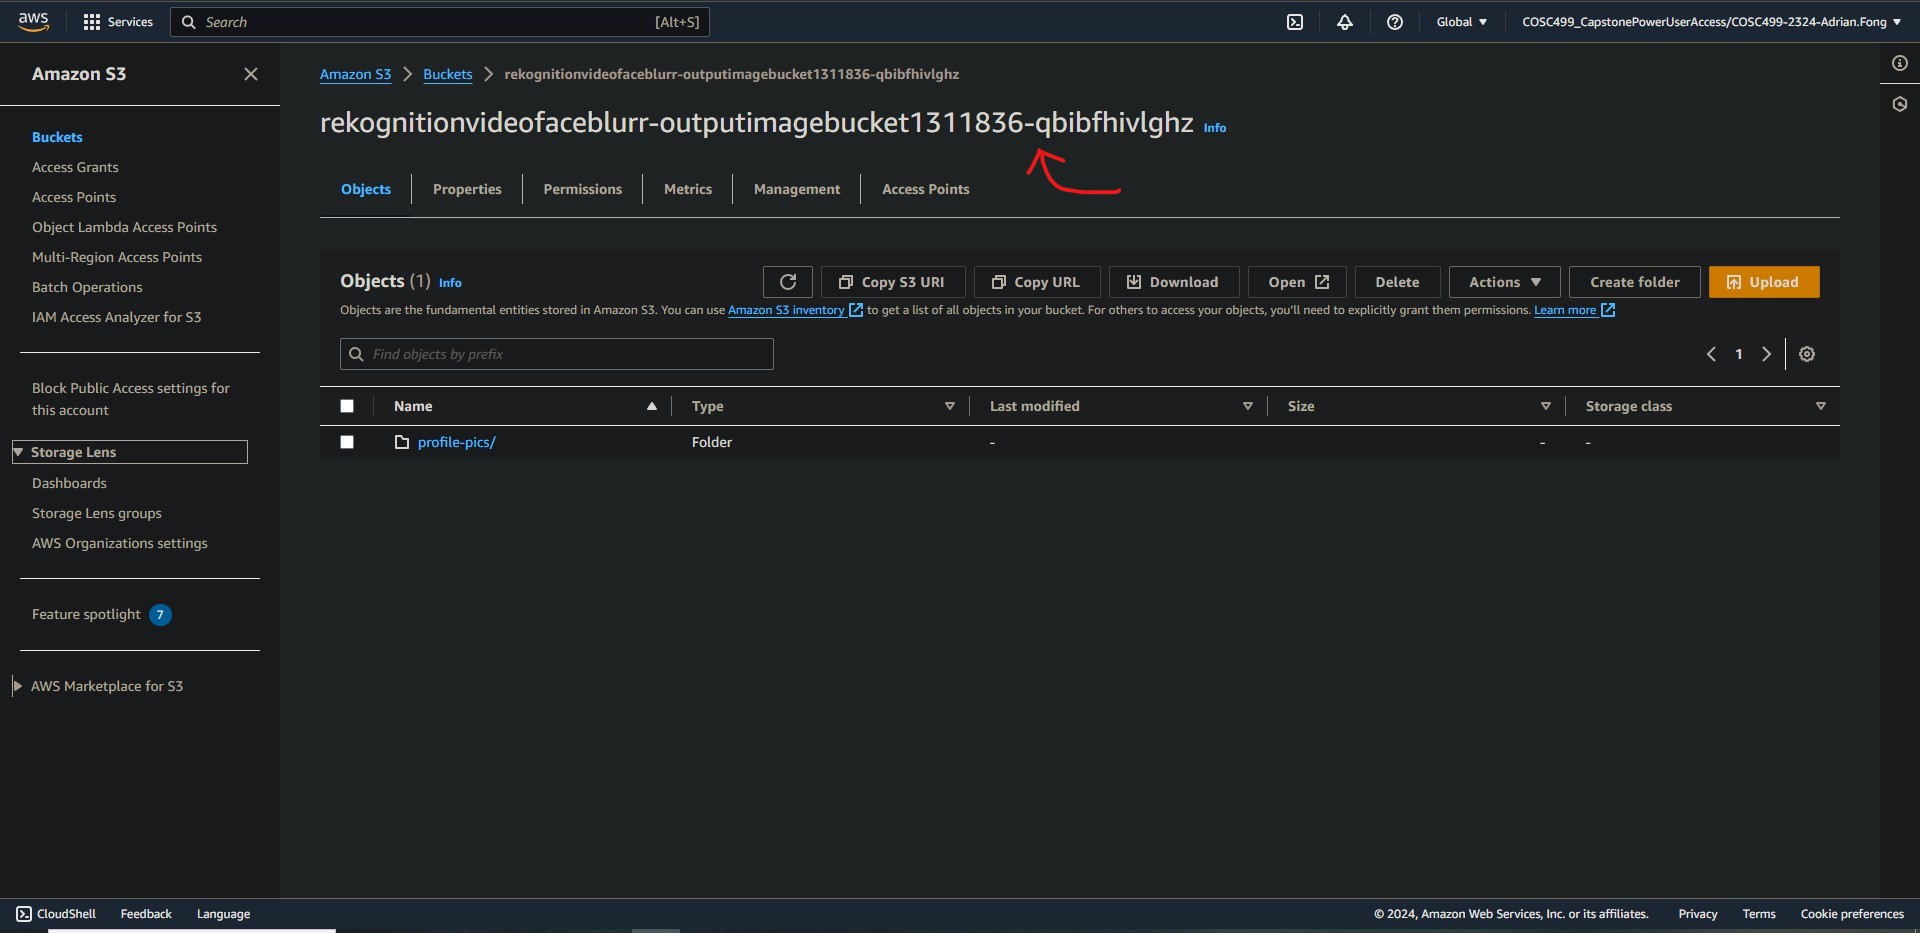 aws
Services
Search
[Alt+S]
Global
COSC499_CapstonePowerUserAccess/COSC499-2324-Adrian.Fong
Amazon S3
Buckets
Access Grants
Access Points
Object Lambda Access Points
Multi-Region Access Points
Batch Operations
IAM Access Analyzer for S3
Block Public Access settings for
this account
Storage Lens
Dashboards
Storage Lens groups
AWS Organizations settings
Feature spotlight 7
AWS Marketplace for S3
Amazon S3 > Buckets > rekognitionvideofaceblurr-outputimagebucket1311836-qbibfhivlghz
rekognitionvideofaceblurr-outputimagebucket1311836-qbibfhivlghz Info
Objects
Properties
Permissions
Metrics
Management
Access Points
Objects (1) Info
Copy S3 URI
Copy URL
Download
Open
Delete
Actions
Create folder
Upload
Objects are the fundamental entities stored in Amazon S3. You can use Amazon S3 inventory to get a list of all objects in your bucket. For others to access your objects, you'll need to explicitly grant them permissions. Learn more
Find objects by prefix
1
Name Type Last modified Size Storage class
profile-pics/ Folder - - -
CloudShell Feedback Language
© 2024, Amazon Web Services, Inc. or its affiliates. Privacy Terms Cookie preferences